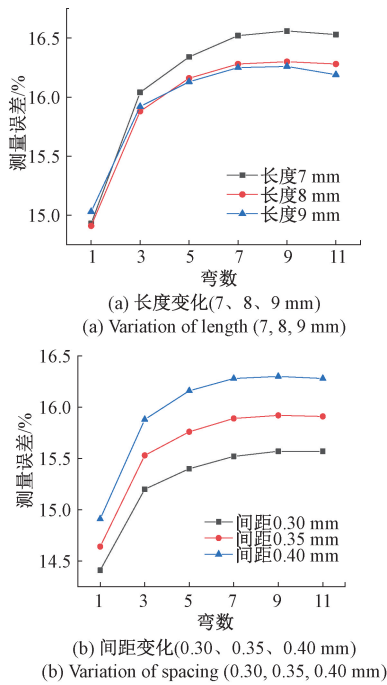 16.5
16.0
15.5
15.0
测量误差/%
长度7 mm
长度8 mm
长度9 mm
1 3 5 7 9 11
弯数
(a) 长度变化(7、8、9 mm)
(a) Variation of length (7, 8, 9 mm)
16.5
16.0
15.5
15.0
14.5
测量误差/%
间距0.30 mm
间距0.35 mm
间距0.40 mm
1 3 5 7 9 11
弯数
(b) 间距变化(0.30、0.35、0.40 mm)
(b) Variation of spacing (0.30, 0.35, 0.40 mm)